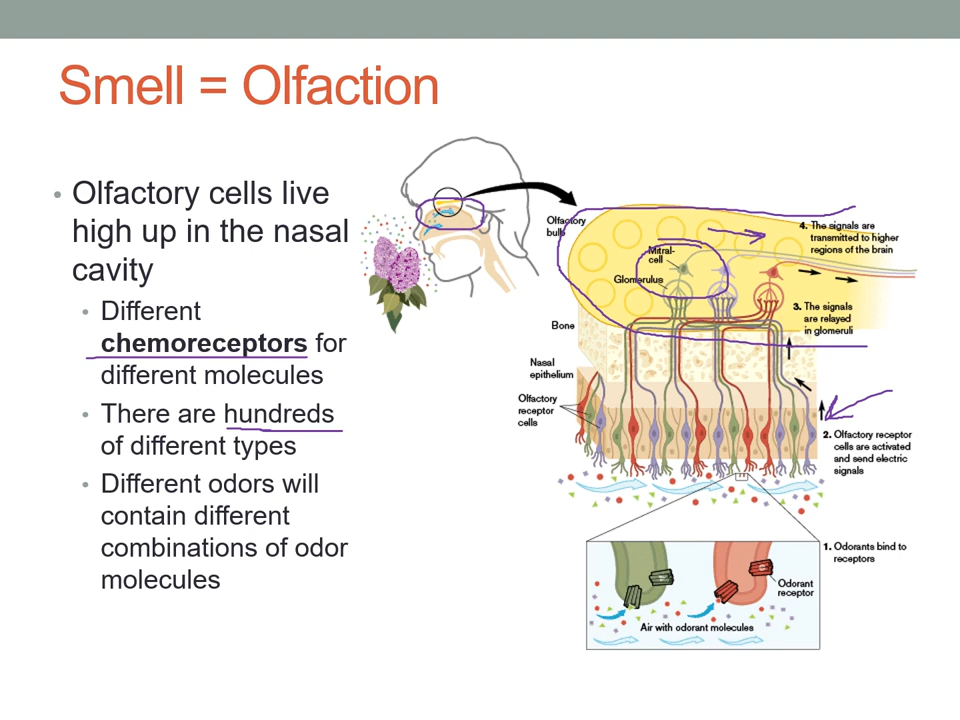 Smell = Olfaction
• Olfactory cells live
high up in the nasal
cavity
• Different
chemoreceptors for
different molecules
• There are hundreds
of different types
• Different odors will
contain different
combinations of odor
molecules
Olfactory
bulb
Mitral-
cell
Glomerulus
Bone
Nasal
epithelium
Olfactory
receptor
cells
4. The signals are
transmitted to higher
regions of the brain
3. The signals
are relayed
in glomeruli
2. Olfactory receptor
cells are activated
and send electric
signals
1. Odorants bind to
receptors
Odorant
receptor
Air with odorant molecules